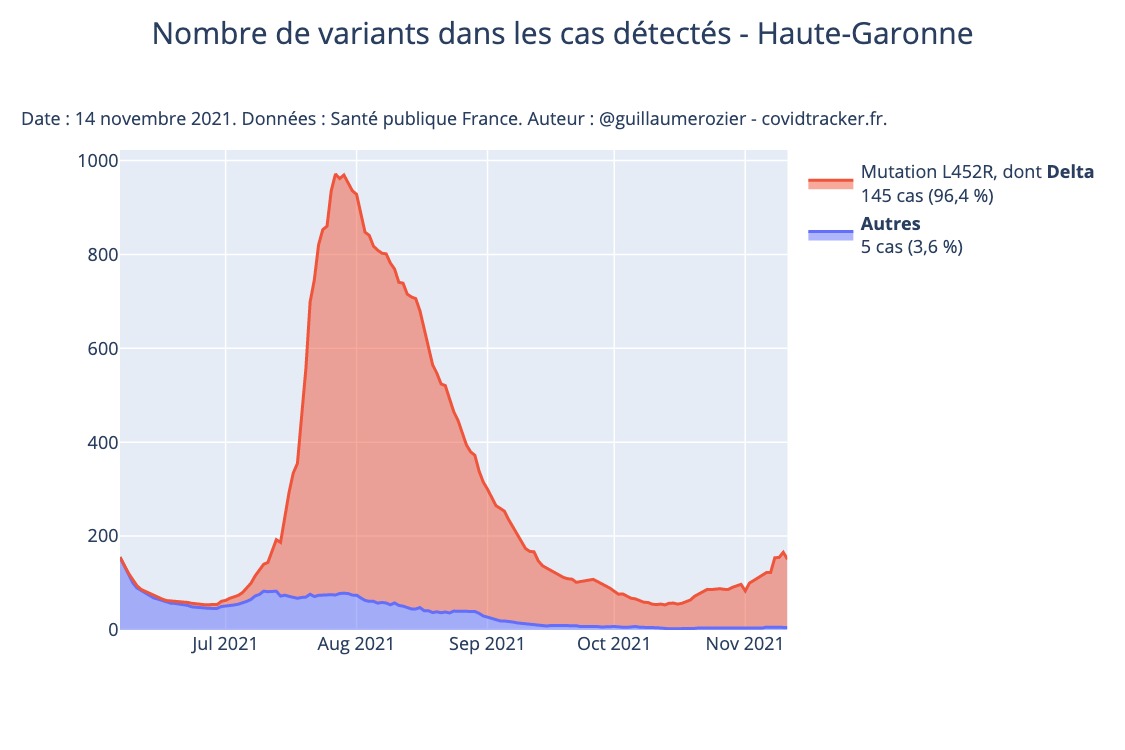 Nombre de variants dans les cas détectés - Haute-Garonne
Date : 14 novembre 2021. Données : Santé publique France. Auteur : @guillaumerozier - covidtracker.fr.
1000
800
600
400
200
0
Jul 2021
Aug 2021
Sep 2021
Oct 2021
Nov 2021
Mutation L452R, dont Delta
145 cas (96,4 %)
Autres
5 cas (3,6 %)